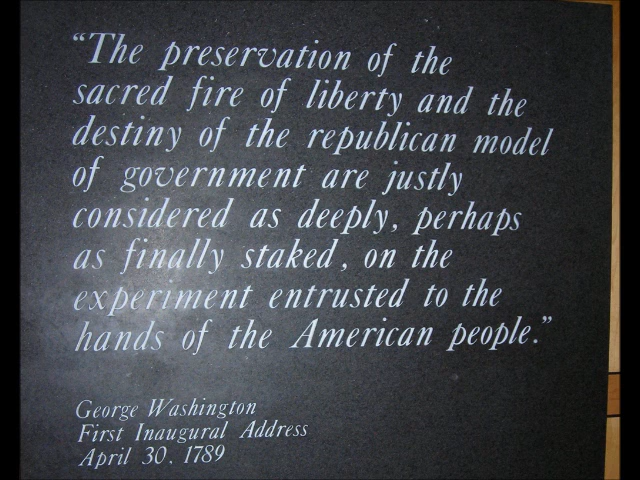 “The preservation of the
sacred fire of liberty and the
destiny of the republican model
of government are justly
considered as deeply, perhaps
as finally staked, on the
experiment entrusted to the
hands of the American people.”
George Washington
First Inaugural Address
April 30, 1789